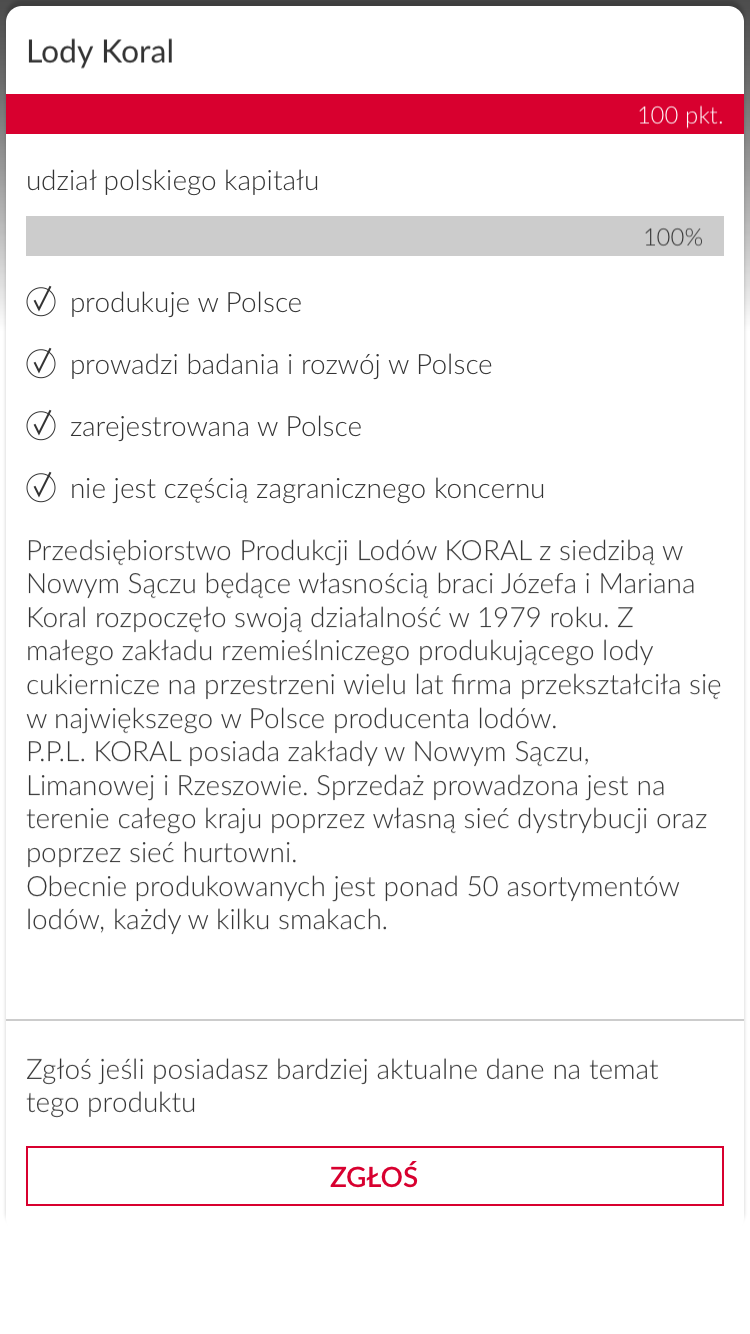 Lody Koral
100 pkt.
udział polskiego kapitału
100%
produkuje w Polsce
prowadzi badania i rozwój w Polsce
zarejestrowana w Polsce
nie jest częścią zagranicznego koncernu
Przedsiębiorstwo Produkcji Lodów KORAL z siedzibą w
Nowym Sączu będące własnością braci Józefa i Mariana
Koral rozpoczęło swoją działalność w 1979 roku. Z
małego zakładu rzemieślniczego produkującego lody
cukiernicze na przestrzeni wielu lat firma przekształciła się
w największego w Polsce producenta lodów.
P.P.L. KORAL posiada zakłady w Nowym Sączu,
Limanowej i Rzeszowie. Sprzedaż prowadzona jest na
terenie całego kraju poprzez własną sieć dystrybucji oraz
poprzez sieć hurtowni.
Obecnie produkowanych jest ponad 50 asortymentów
lodów, każdy w kilku smakach.
Zgłoś jeśli posiadasz bardziej aktualne dane na temat
tego produktu
ZGŁOŚ